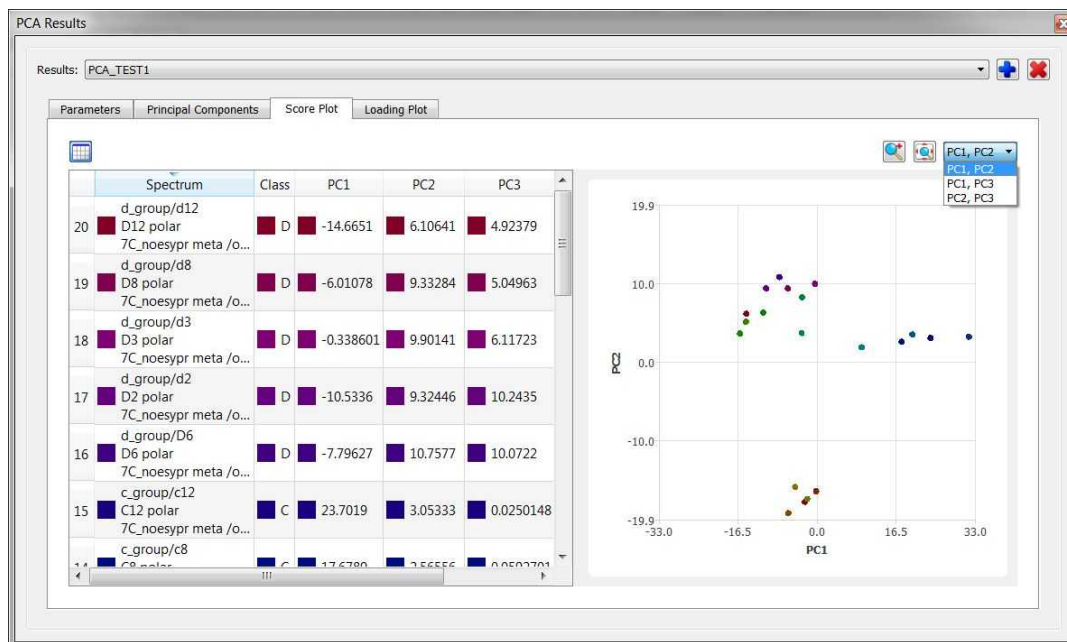 PCA Results
Results: PCA_TEST1
Parameters Principal Components Score Plot Loading Plot
PC1, PC2
PC1, PC2
PC1, PC3
PC2, PC3
Spectrum Class PC1 PC2 PC3
d_group/d12
20 D12 polar D -14.6651 6.10641 4.92379
7C_noesypr meta /o...
d_group/d8
19 D8 polar D -6.01078 9.33284 5.04963
7C_noesypr meta /o...
d_group/d3
18 D3 polar D -0.338601 9.90141 6.11723
7C_noesypr meta /o...
d_group/d2
17 D2 polar D -10.5336 9.32446 10.2435
7C_noesypr meta /o...
d_group/D6
16 D6 polar D -7.79627 10.7577 10.0722
7C_noesypr meta /o...
c_group/c12
15 C12 polar C 23.7019 3.05333 0.0250148
7C_noesypr meta /o...
c_group/c8
C8 polar C
19.9
10.0
0.0
-10.0
-19.9
PC2
-33.0 -16.5 0.0 16.5 33.0
PC1